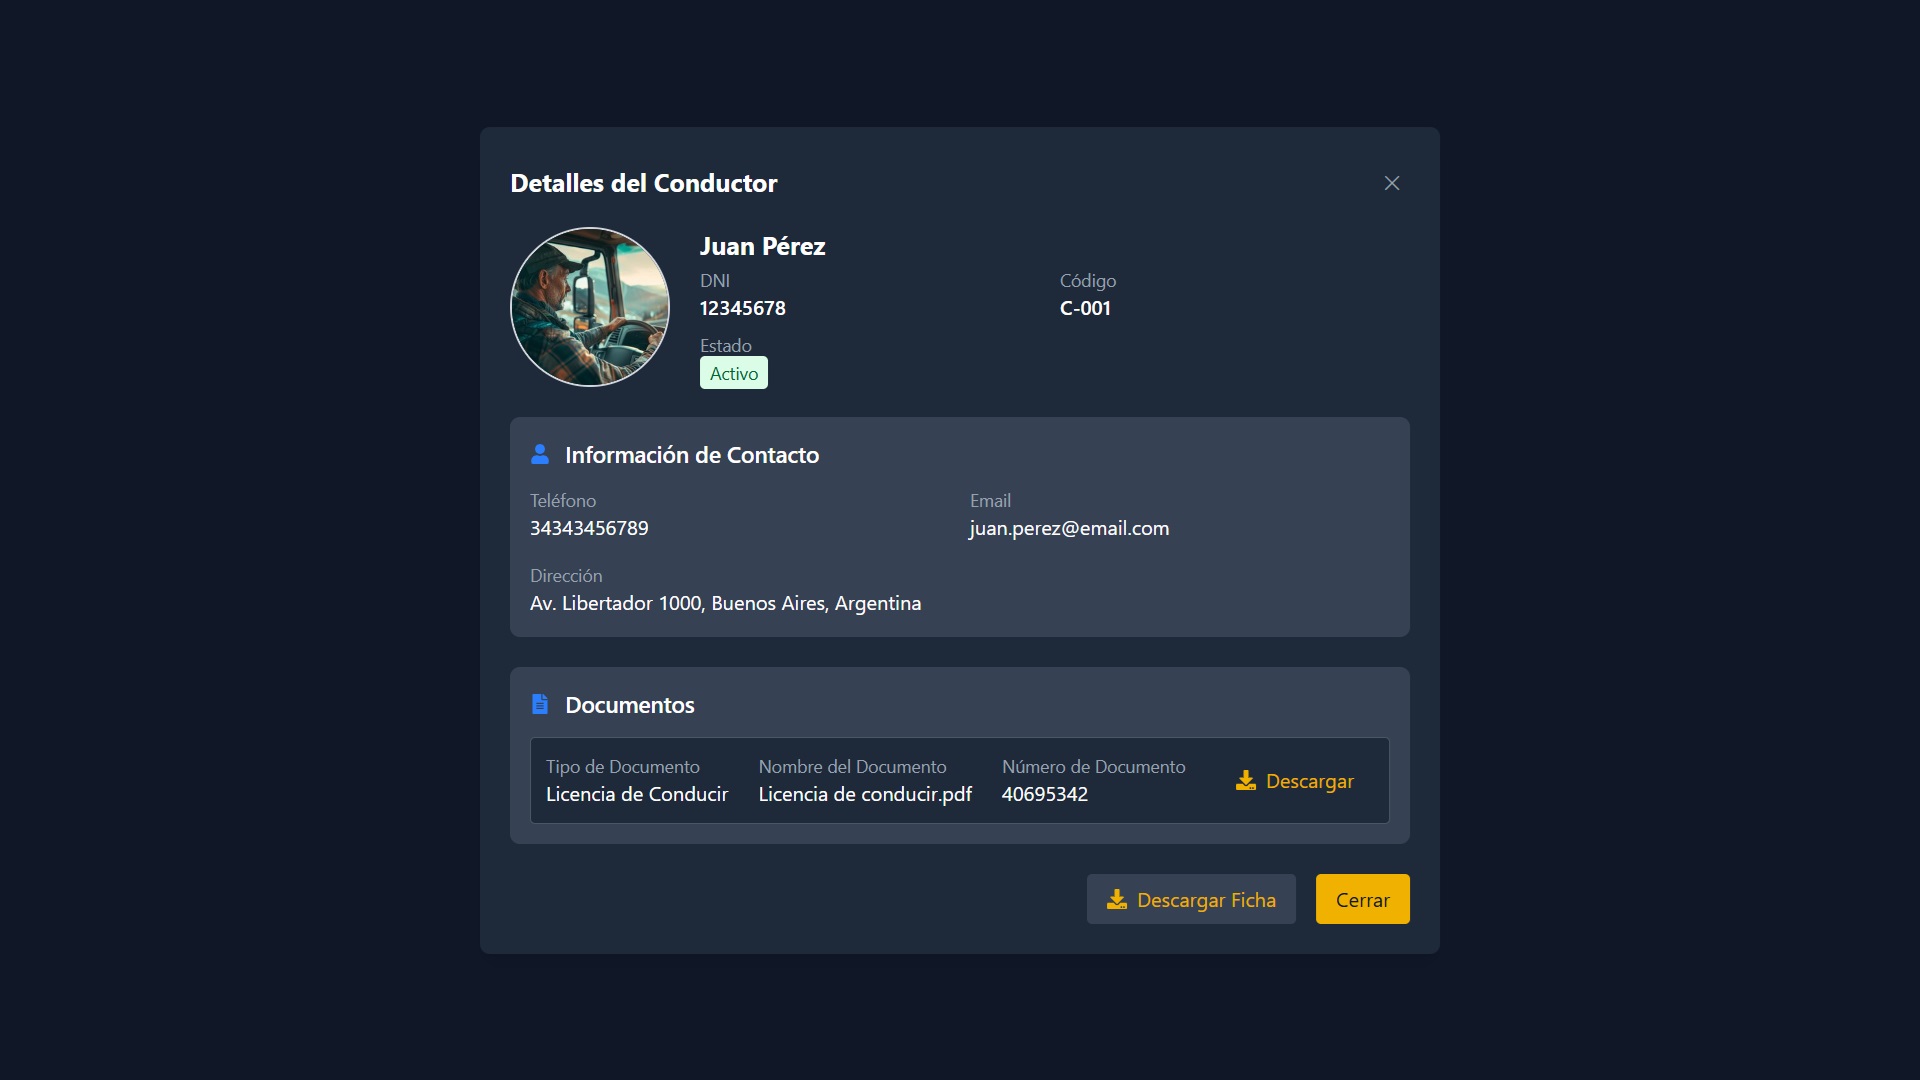 Detalles del Conductor
Juan Pérez
DNI
12345678
Código
C-001
Estado
Activo
Información de Contacto
Teléfono
34343456789
Email
juan.perez@email.com
Dirección
Av. Libertador 1000, Buenos Aires, Argentina
Documentos
Tipo de Documento
Licencia de Conducir
Nombre del Documento
Licencia de conducir.pdf
Número de Documento
40695342
Descargar
Descargar Ficha
Cerrar